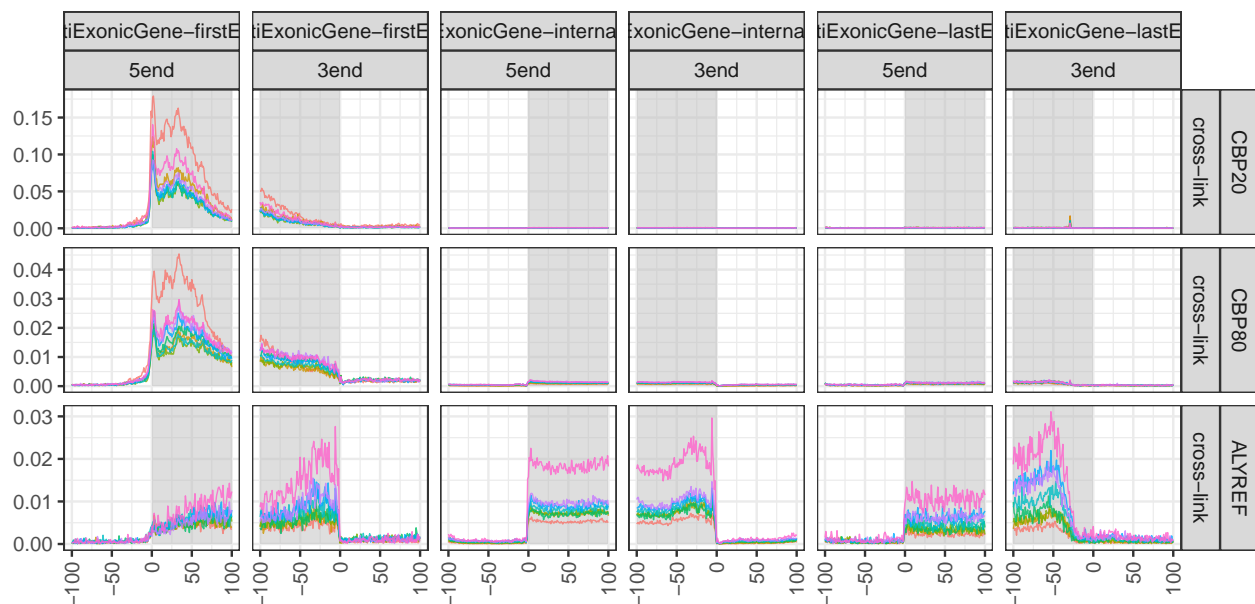 tiExonicGene−firstE tiExonicGene−firstE ExonicGene−interna ExonicGene−interna tiExonicGene−lastE tiExonicGene−lastE
5end 3end 5end 3end 5end 3end
0.15
0.10
0.05
0.00
cross−link
CBP20
0.04
0.03
0.02
0.01
0.00
cross−link
CBP80
0.03
0.02
0.01
0.00
cross−link
ALYREF
−100 −50 0 50 100 −100 −50 0 50 100 −100 −50 0 50 100 −100 −50 0 50 100 −100 −50 0 50 100 −100 −50 0 50 100